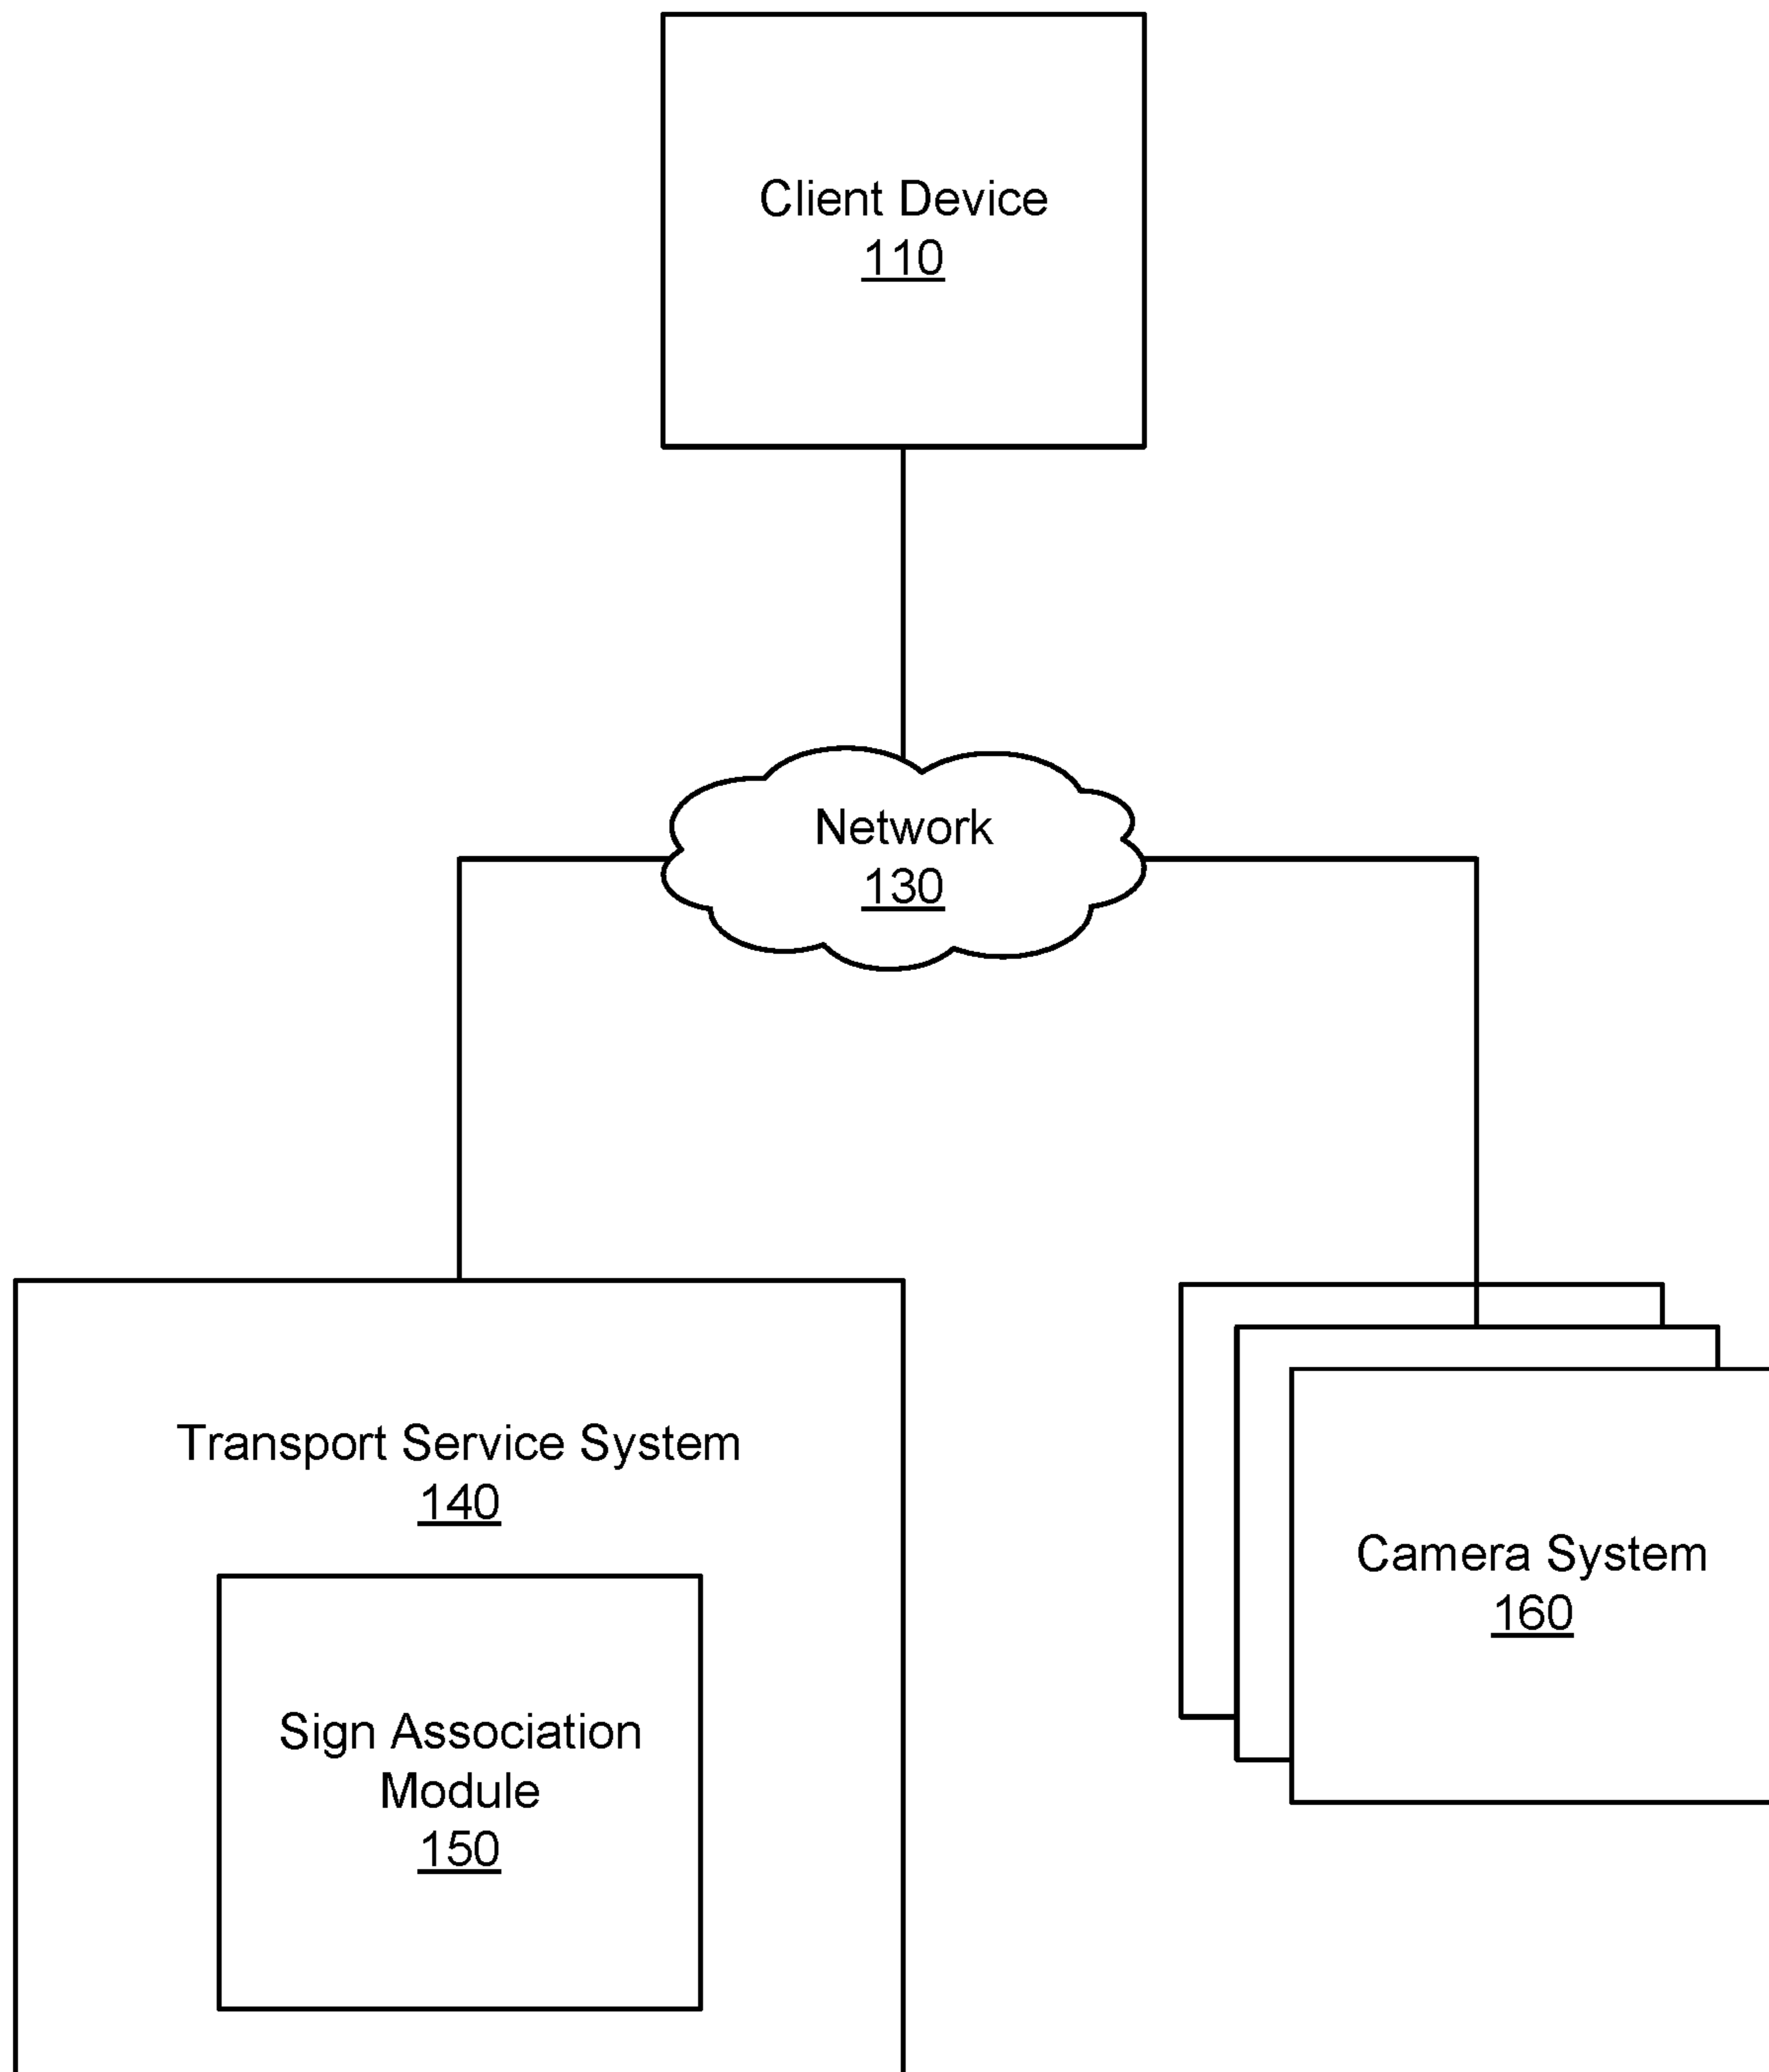 Client Device
110
Network
130
Transport Service System
140
Sign Association
Module
150
Camera System
160